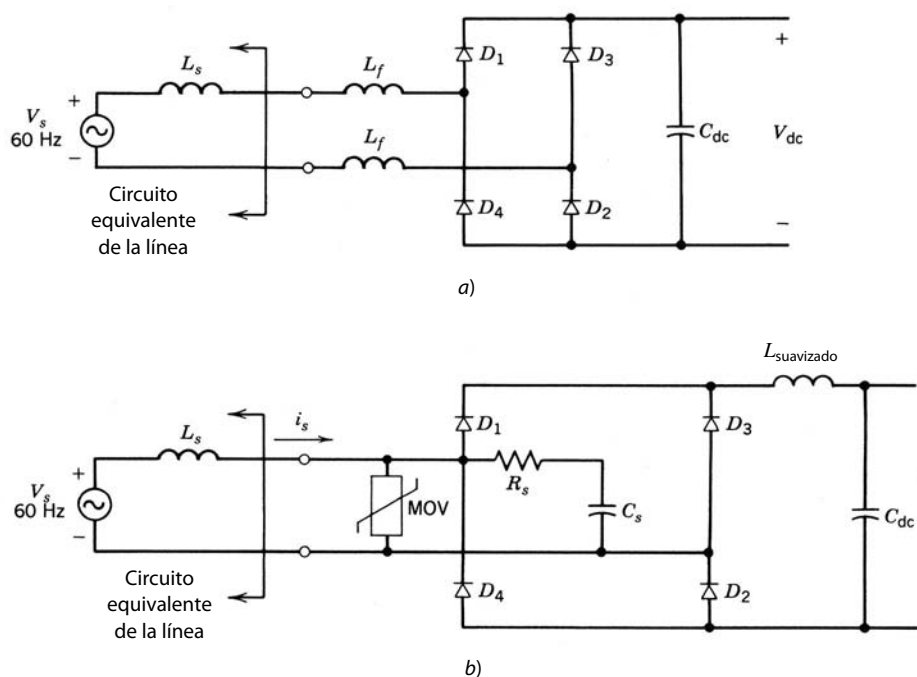 L_s
L_f
D_1
D_3
+
+
V_s
60 Hz
−
C_dc
V_dc
L_f
Circuito
equivalente
de la línea
D_4
D_2
−
a)
L_suavizado
L_s
i_s
D_1
D_3
+
V_s
60 Hz
−
MOV
R_s
C_s
C_dc
Circuito
equivalente
de la línea
D_4
D_2
b)